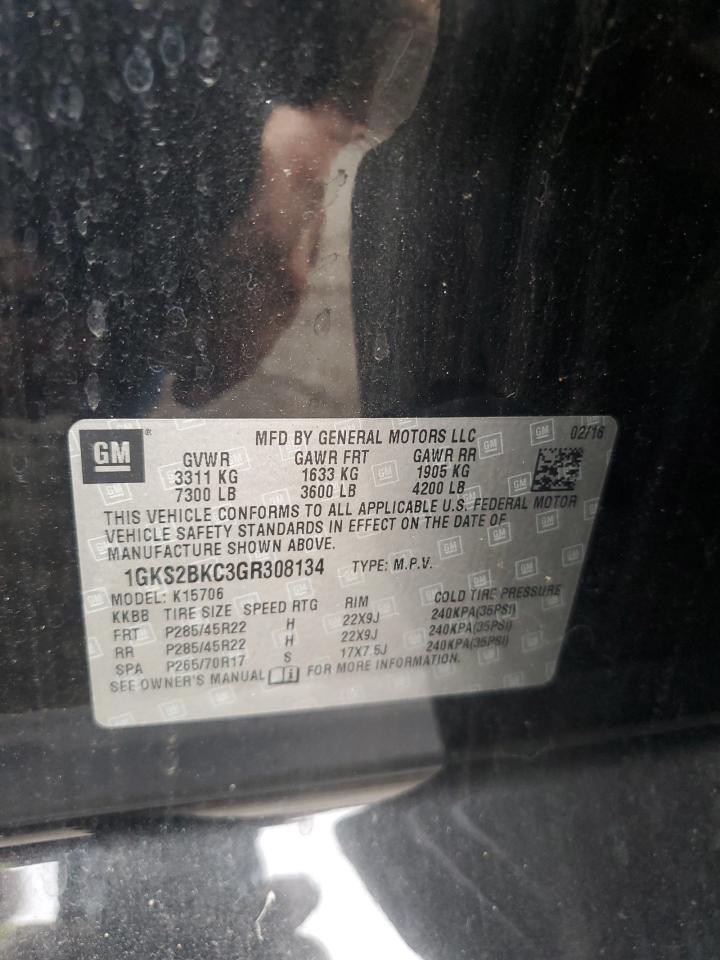 GM
MFD BY GENERAL MOTORS LLC 02/16
GVWR GAWR FRT GAWR RR
3311 KG 1633 KG 1905 KG
7300 LB 3600 LB 4200 LB
THIS VEHICLE CONFORMS TO ALL APPLICABLE U.S. FEDERAL MOTOR
VEHICLE SAFETY STANDARDS IN EFFECT ON THE DATE OF
MANUFACTURE SHOWN ABOVE.
1GKS2BKC3GR308134 TYPE: M.P.V.
MODEL: K15706
KKBB TIRE SIZE SPEED RTG RIM COLD TIRE PRESSURE
FRT P285/45R22 H 22X9J 240KPA(35PSI)
RR P285/45R22 H 22X9J 240KPA(35PSI)
SPA P265/70R17 S 17X7.5J 240KPA(35PSI)
SEE OWNER'S MANUAL FOR MORE INFORMATION.